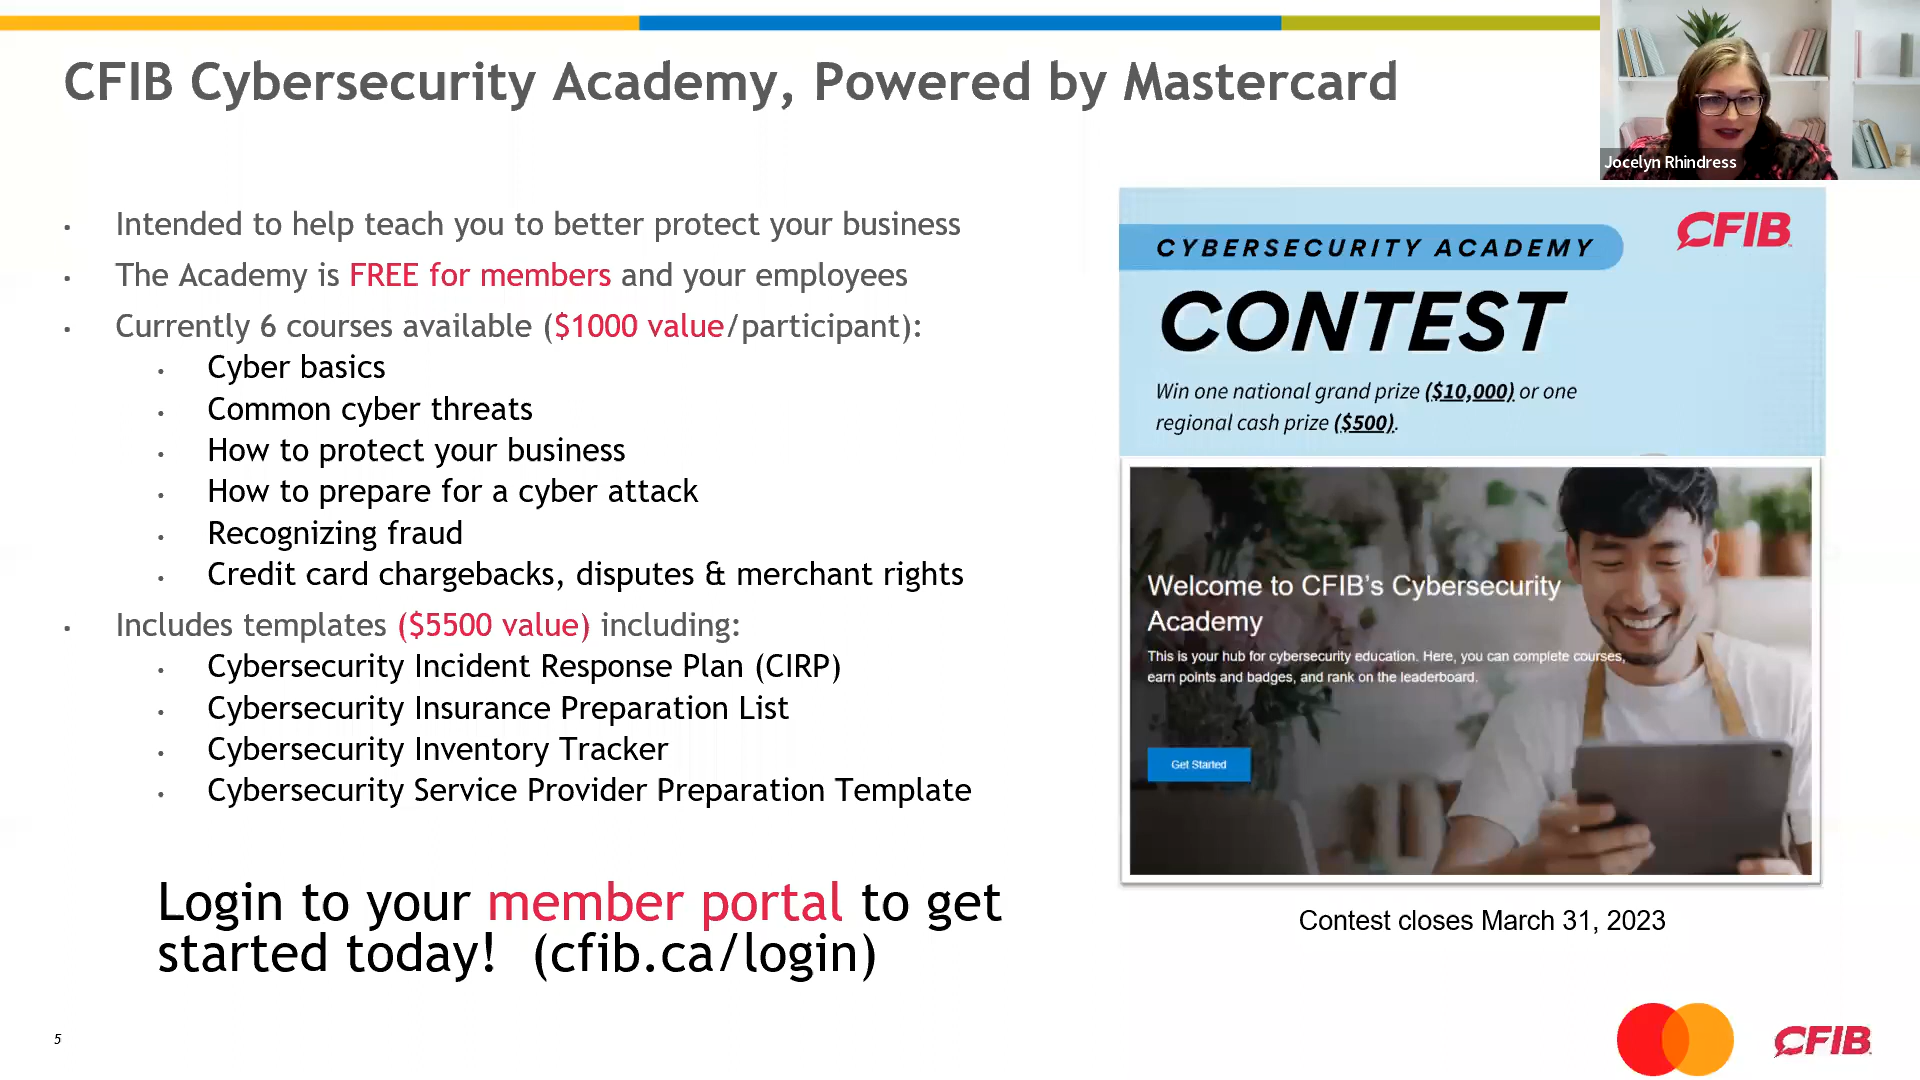 CFIB Cybersecurity Academy, Powered by Mastercard
Jocelyn Rhindress
• Intended to help teach you to better protect your business
• The Academy is FREE for members and your employees
• Currently 6 courses available ($1000 value/participant):
• Cyber basics
• Common cyber threats
• How to protect your business
• How to prepare for a cyber attack
• Recognizing fraud
• Credit card chargebacks, disputes & merchant rights
• Includes templates ($5500 value) including:
• Cybersecurity Incident Response Plan (CIRP)
• Cybersecurity Insurance Preparation List
• Cybersecurity Inventory Tracker
• Cybersecurity Service Provider Preparation Template
Login to your member portal to get
started today! (cfib.ca/login)
CYBERSECURITY ACADEMY
CFIB
CONTEST
Win one national grand prize ($10,000) or one
regional cash prize ($500).
Welcome to CFIB's Cybersecurity
Academy
This is your hub for cybersecurity education. Here, you can complete courses,
earn points and badges, and rank on the leaderboard.
Get Started
Contest closes March 31, 2023
5
CFIB